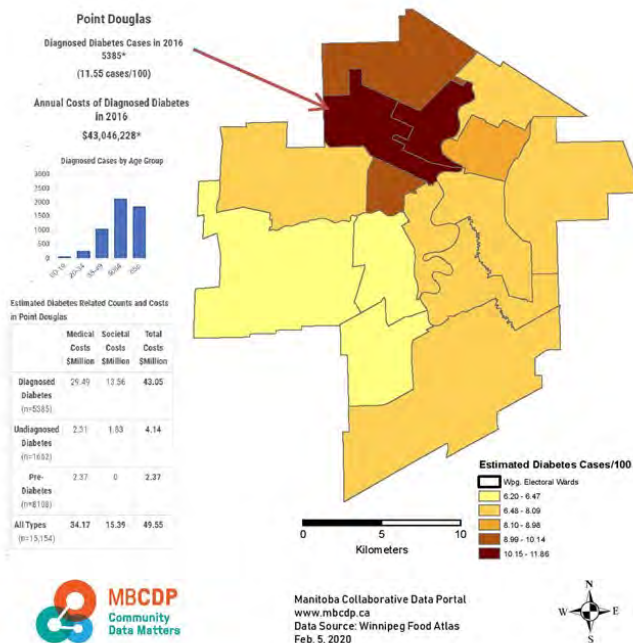 Point Douglas
Diagnosed Diabetes Cases in 2016
5385*
(11.55 cases/100)
Annual Costs of Diagnosed Diabetes
in 2016
$43,046,228*
Diagnosed Cases by Age Group
3000
2500
2000
1500
1000
500
0
20-34
35-49
50-64
Estimated Diabetes Related Counts and Costs
in Point Douglas
Medical Costs $Million
Societal Costs $Million
Total Costs $Million
Diagnosed Diabetes (n=5385) 29.49 13.56 43.05
Undiagnosed Diabetes 1.83 4.14
Pre-Diabetes 2.37 0 2.37
All Types (n=15,154) 34.17 15.39 49.55
Estimated Diabetes Cases/100
Wpg. Electoral Wards
6.20 - 6.47
6.48 - 8.09
8.10 - 8.98
8.99 - 10.14
10.15 - 11.86
0 5 10
Kilometers
MBCDP
Community
Data Matters
Manitoba Collaborative Data Portal
www.mbcdp.ca
Data Source: Winnipeg Food Atlas
Feb. 5, 2020
N
W E
S